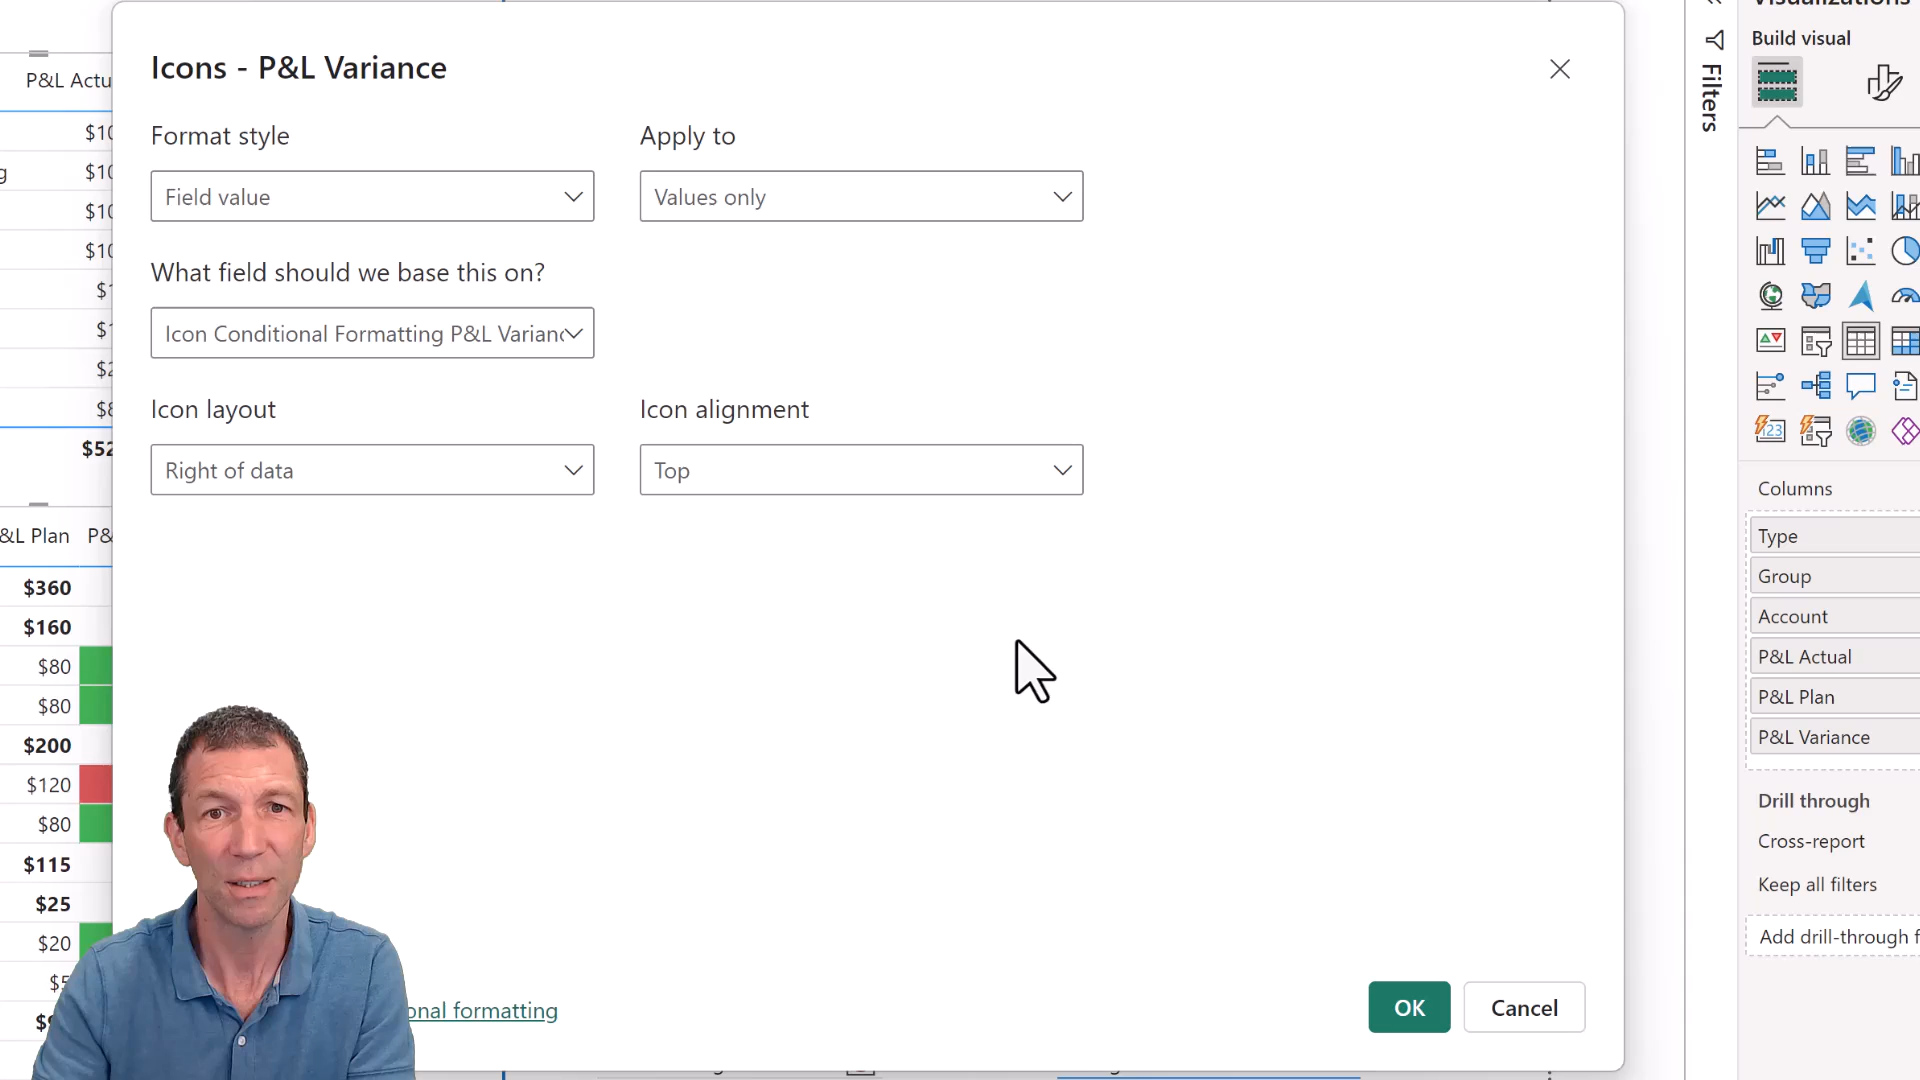 Icons - P&L Variance
Format style
Apply to
Field value
Values only
What field should we base this on?
Icon Conditional Formatting P&L Varianc
Icon layout
Icon alignment
Right of data
Top
onal formatting
OK
Cancel
P&L Actu
$10
g
$10
$10
$10
$1
$1
$2
$8
$52
&L Plan
P&
$360
$160
$80
$80
$200
$120
$80
$115
$25
$20
Filters
Visualizations
Build visual
123
Columns
Type
Group
Account
P&L Actual
P&L Plan
P&L Variance
Drill through
Cross-report
Keep all filters
Add drill-through f